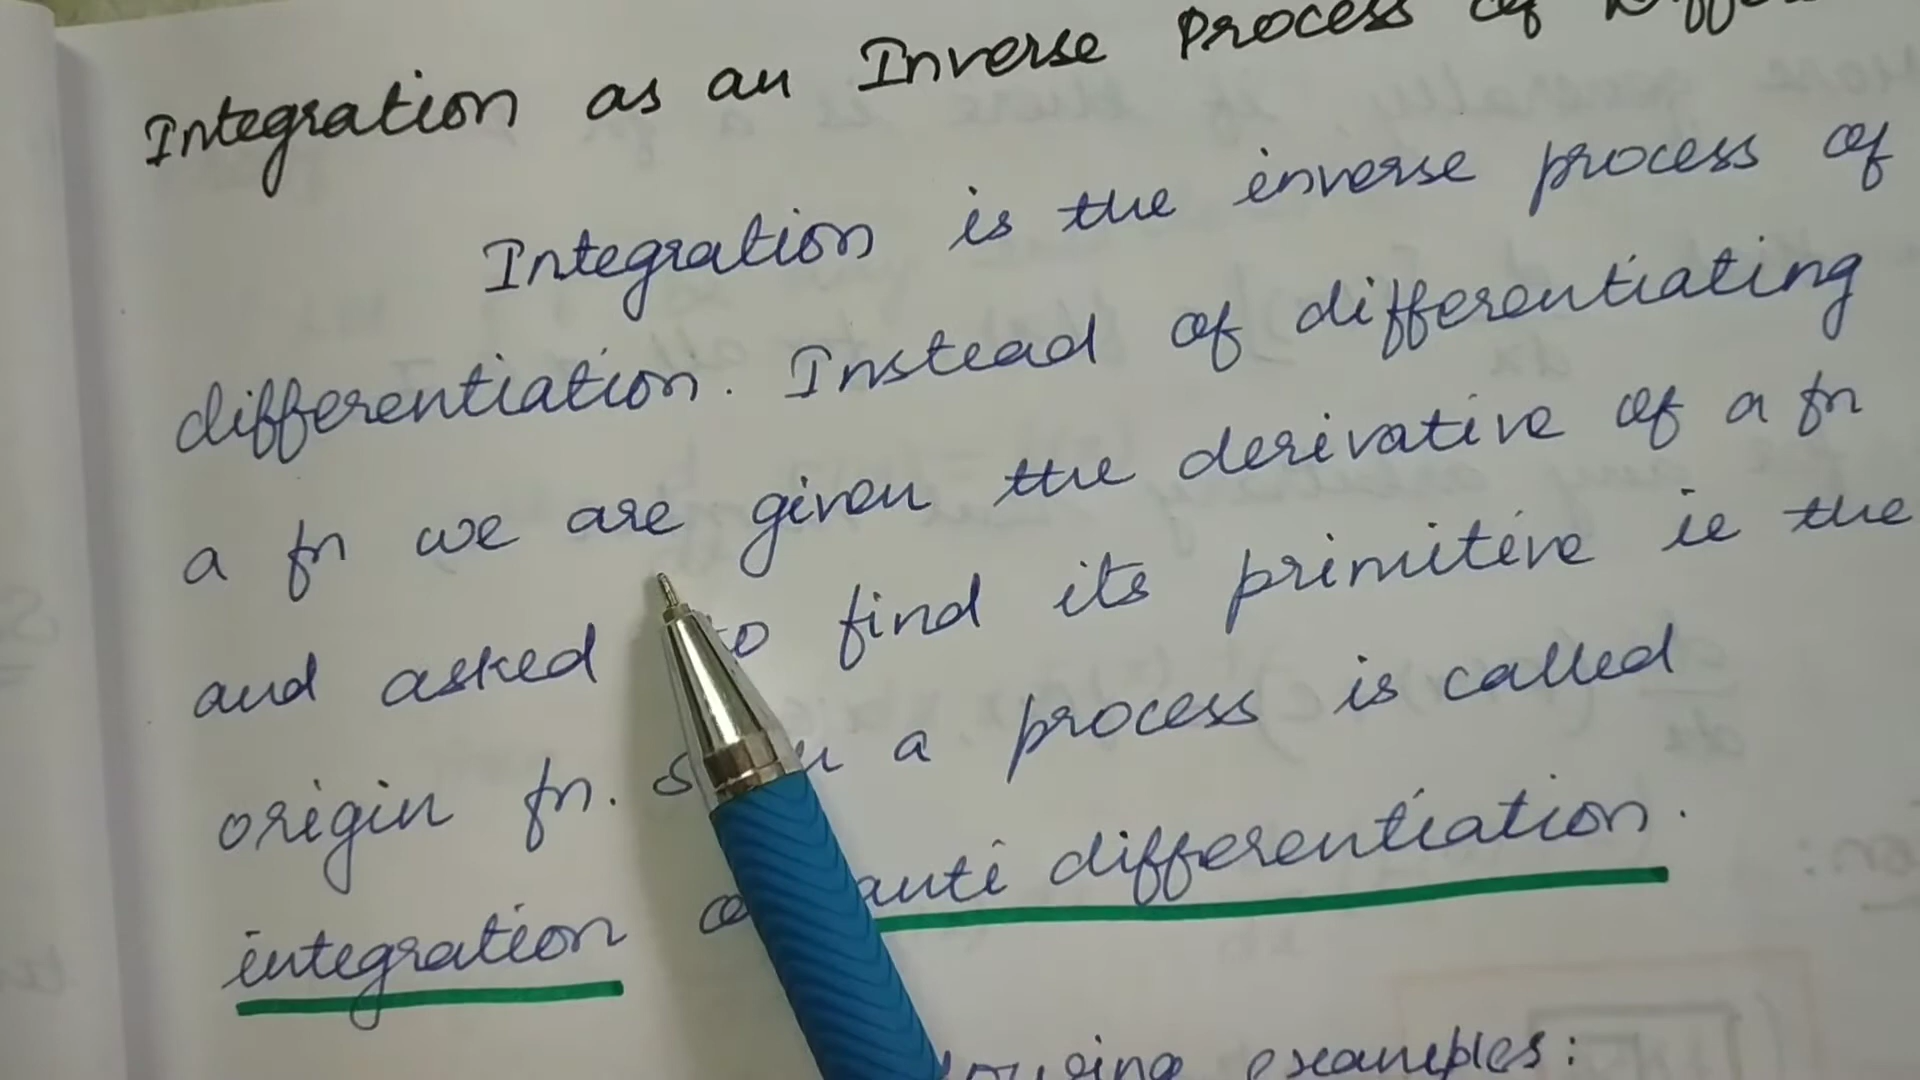 Integration as an Inverse Process of
Integration is the inverse process of
differentiation. Instead of differentiating
a fn we are given the derivative of a fn
and asked to find its primitive ie the
origin fn. a process is called
integration anti differentiation.
examples: